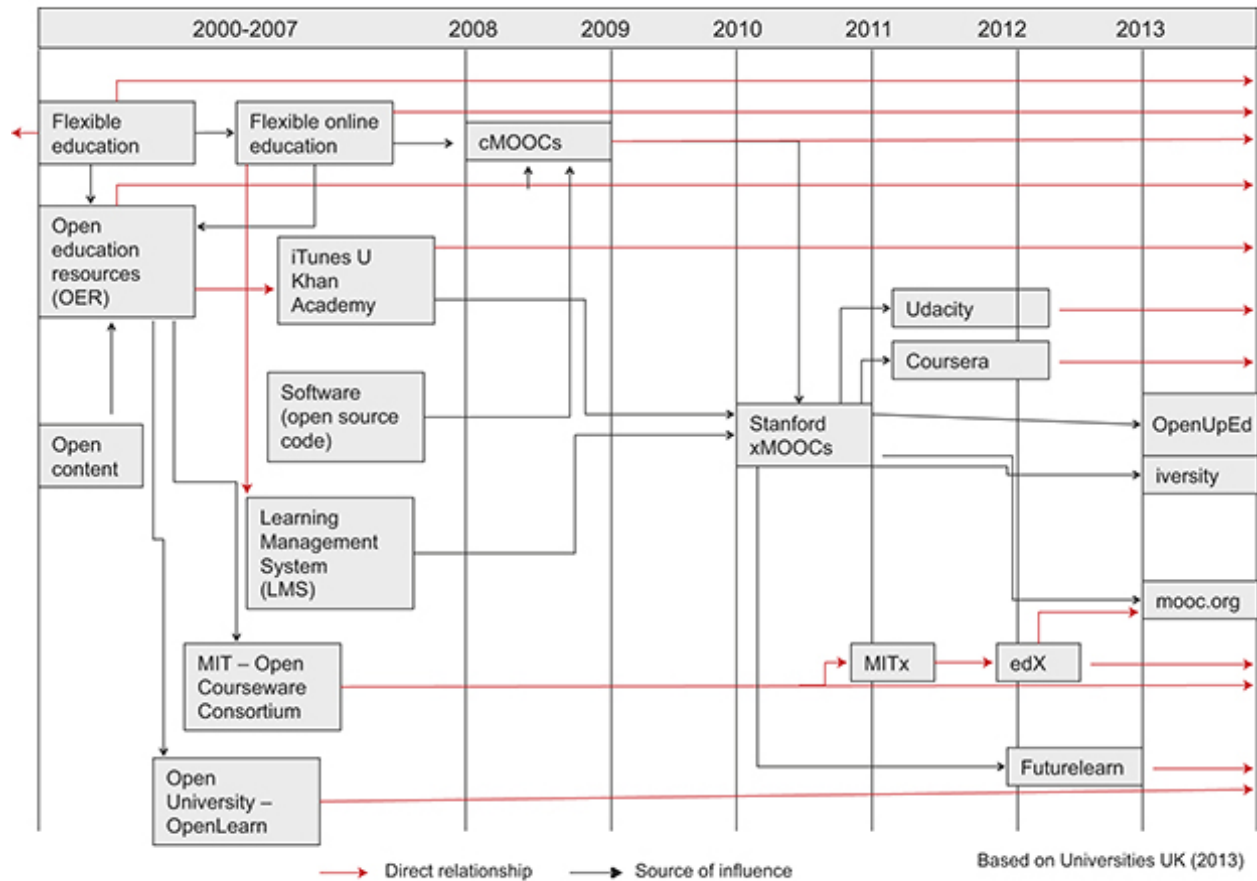 2000-2007
2008
2009
2010
2011
2012
2013
Flexible
education
Flexible online
education
cMOOCs
Open
education
resources
(OER)
iTunes U
Khan
Academy
Udacity
Coursera
Software
(open source
code)
Open
content
Stanford
xMOOCs
OpenUpEd
iversity
Learning
Management
System
(LMS)
mooc.org
MIT – Open
Courseware
Consortium
MITx
edX
Open
University –
OpenLearn
Futurelearn
Direct relationship
Source of influence
Based on Universities UK (2013)